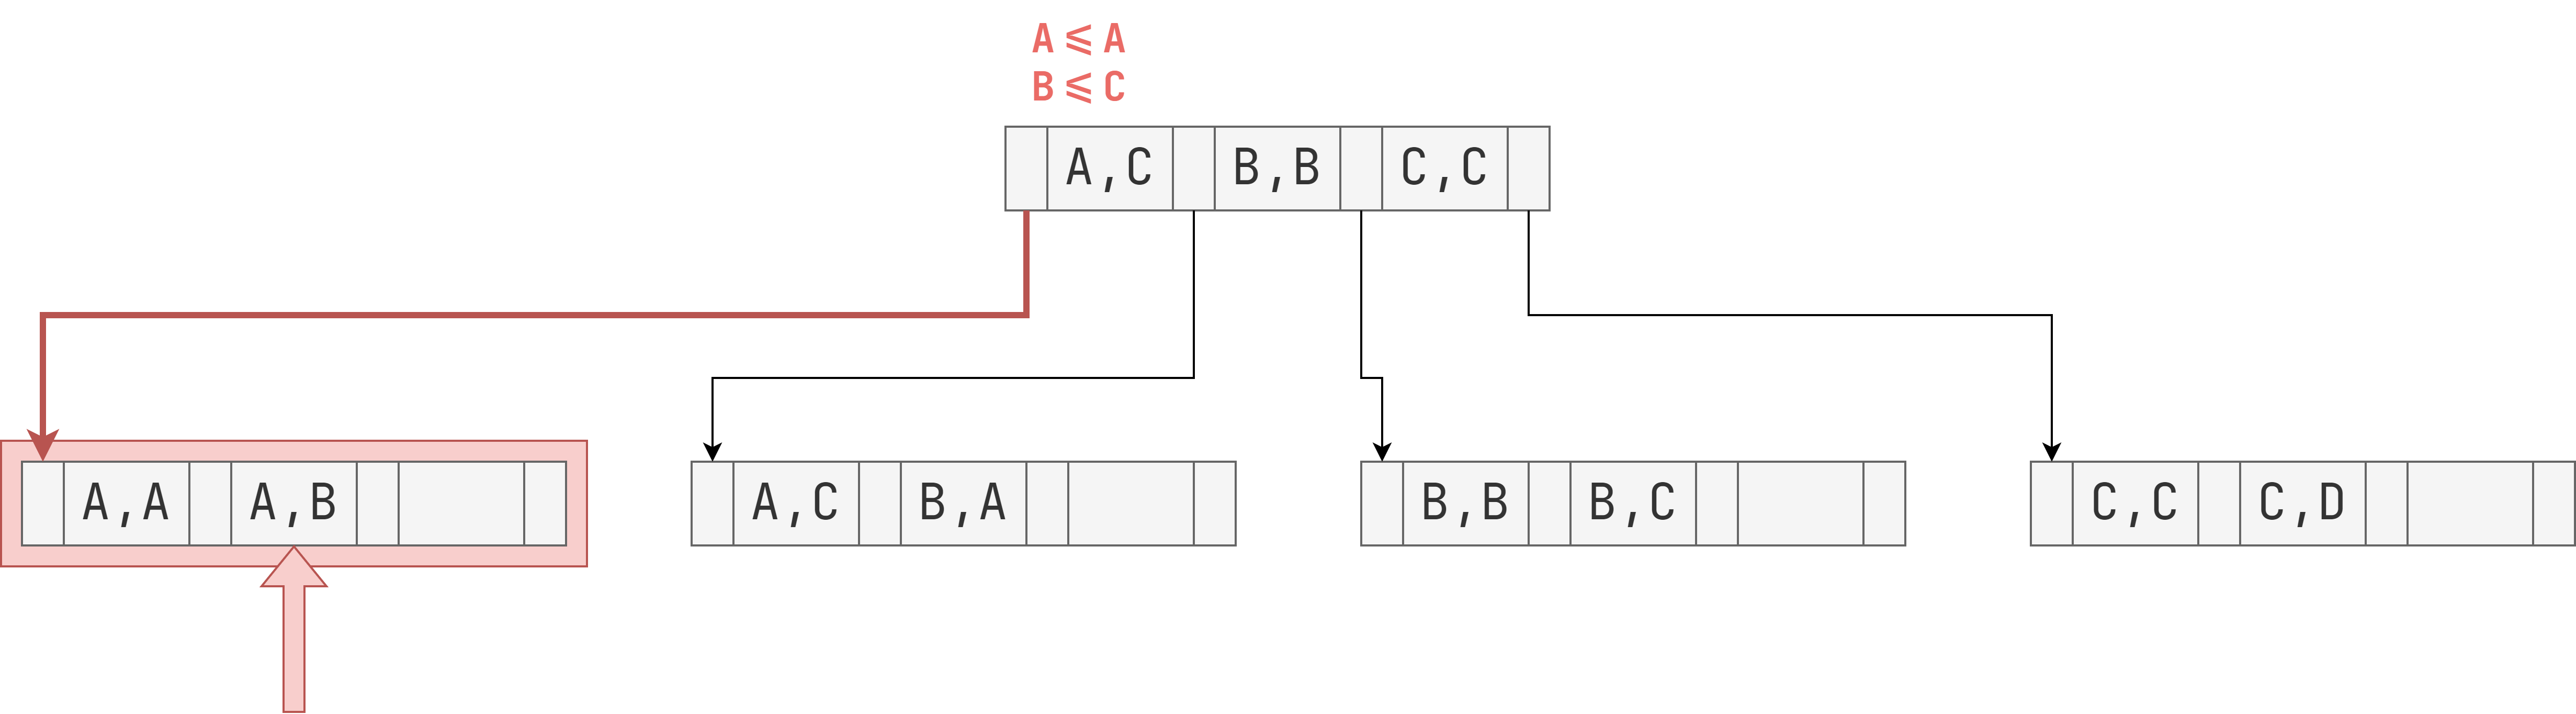 A ⩽ A
B ⩽ C
A,C B,B C,C
A,A A,B A,C B,A B,B B,C C,C C,D